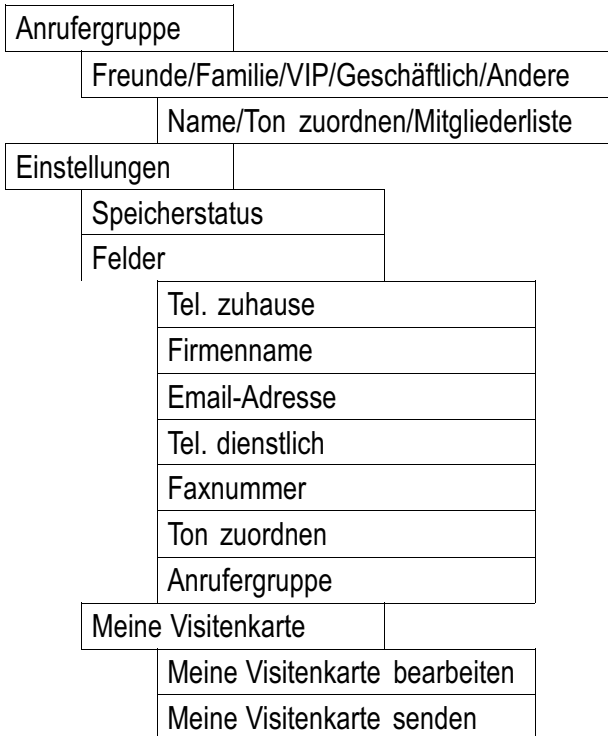 Anrufergruppe
Freunde/Familie/VIP/Geschäftlich/Andere
Name/Ton zuordnen/Mitgliederliste
Einstellungen
Speicherstatus
Felder
Tel. zuhause
Firmenname
Email-Adresse
Tel. dienstlich
Faxnummer
Ton zuordnen
Anrufergruppe
Meine Visitenkarte
Meine Visitenkarte bearbeiten
Meine Visitenkarte senden